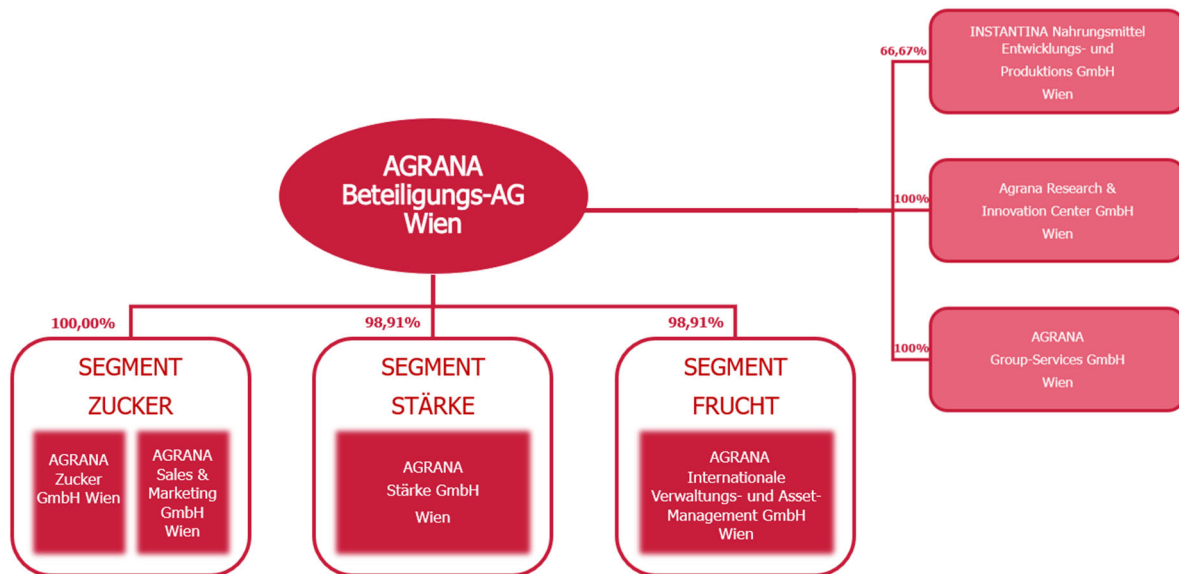 INSTANTINA Nahrungsmittel
Entwicklungs- und
Produktions GmbH
Wien
66,67%
AGRANA
Beteiligungs-AG
Wien
Agrana Research &
Innovation Center GmbH
Wien
100%
AGRANA
Group-Services GmbH
Wien
100%
100,00%
SEGMENT
ZUCKER
AGRANA
Zucker
GmbH Wien
AGRANA
Sales &
Marketing
GmbH
Wien
98,91%
SEGMENT
STÄRKE
AGRANA
Stärke GmbH
Wien
98,91%
SEGMENT
FRUCHT
AGRANA
Internationale
Verwaltungs- und Asset-
Management GmbH
Wien